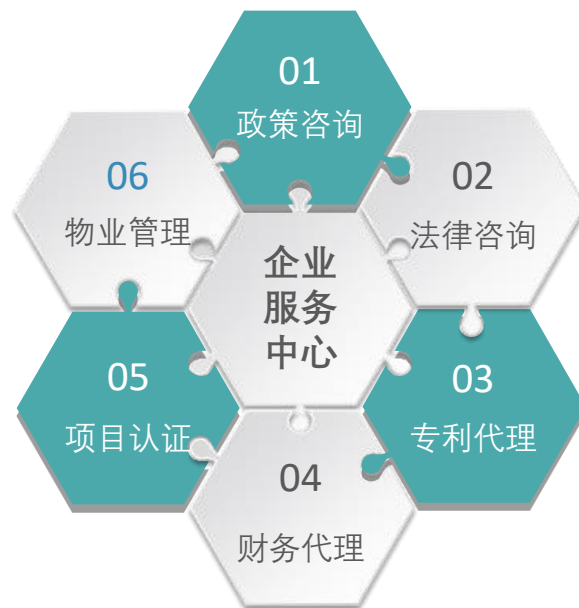 01
政策咨询
02
法律咨询
03
专利代理
04
财务代理
05
项目认证
06
物业管理
企业
服务
中心